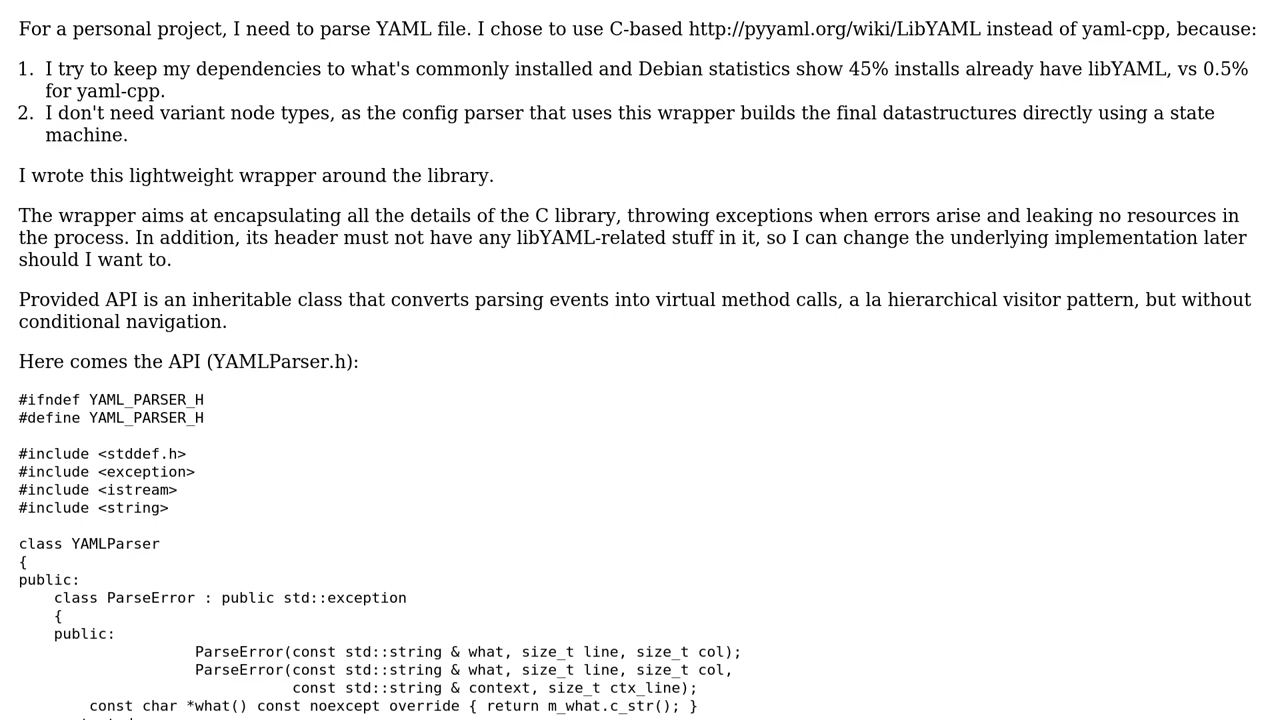 For a personal project, I need to parse YAML file. I chose to use C-based http://pyyaml.org/wiki/LibYAML instead of yaml-cpp, because:
1. I try to keep my dependencies to what's commonly installed and Debian statistics show 45% installs already have libYAML, vs 0.5%
for yaml-cpp.
2. I don't need variant node types, as the config parser that uses this wrapper builds the final datastructures directly using a state
machine.
I wrote this lightweight wrapper around the library.
The wrapper aims at encapsulating all the details of the C library, throwing exceptions when errors arise and leaking no resources in
the process. In addition, its header must not have any libYAML-related stuff in it, so I can change the underlying implementation later
should I want to.
Provided API is an inheritable class that converts parsing events into virtual method calls, a la hierarchical visitor pattern, but without
conditional navigation.
Here comes the API (YAMLParser.h):
#ifndef YAML_PARSER_H
#define YAML_PARSER_H
#include <stddef.h>
#include <exception>
#include <istream>
#include <string>
class YAMLParser
{
public:
    class ParseError : public std::exception
    {
    public:
                    ParseError(const std::string & what, size_t line, size_t col);
                    ParseError(const std::string & what, size_t line, size_t col,
                               const std::string & context, size_t ctx_line);
        const char *what() const noexcept override { return m_what.c_str(); }